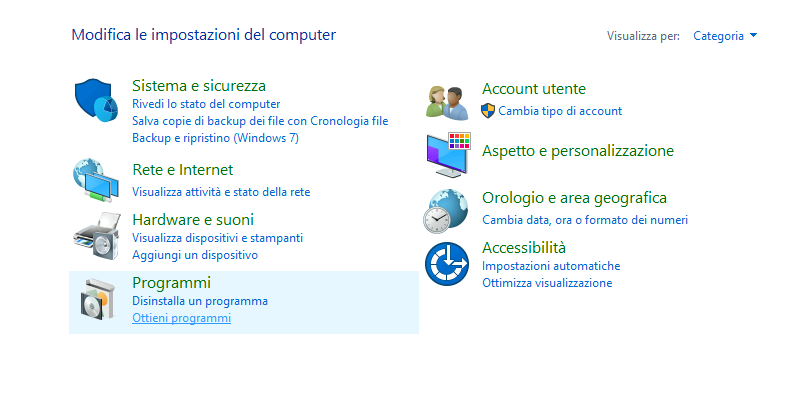 Modifica le impostazioni del computer
Visualizza per: Categoria
Sistema e sicurezza
Rivedi lo stato del computer
Salva copie di backup dei file con Cronologia file
Backup e ripristino (Windows 7)
Rete e Internet
Visualizza attività e stato della rete
Hardware e suoni
Visualizza dispositivi e stampanti
Aggiungi un dispositivo
Programmi
Disinstalla un programma
Ottieni programmi
Account utente
Cambia tipo di account
Aspetto e personalizzazione
Orologio e area geografica
Cambia data, ora o formato dei numeri
Accessibilità
Impostazioni automatiche
Ottimizza visualizzazione